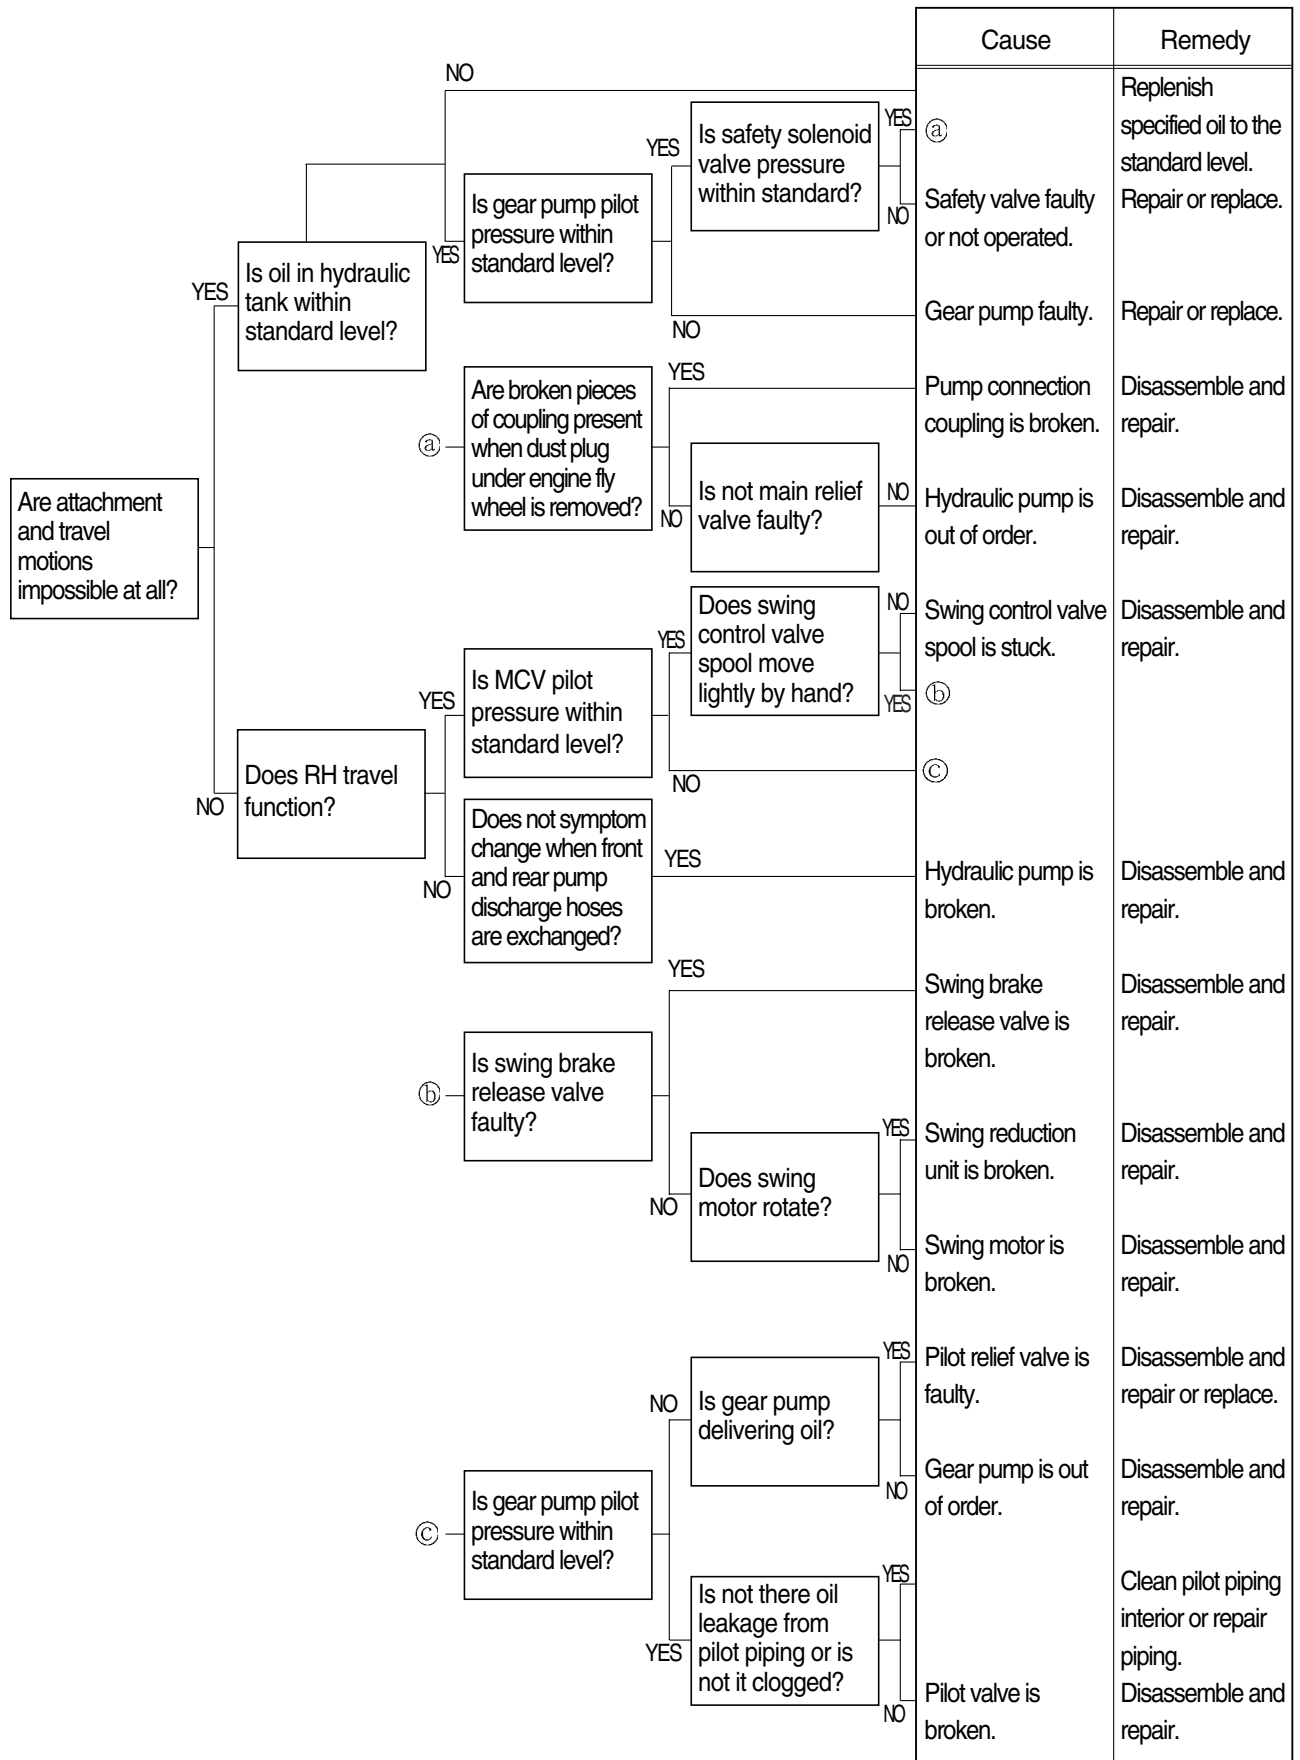 Cause
Remedy
NO
Replenish
specified oil to the
standard level.
YES
Is safety solenoid
valve pressure
within standard?
YES
ⓐ
NO
Safety valve faulty
or not operated.
Repair or replace.
Is gear pump pilot
pressure within
standard level?
YES
YES
Is oil in hydraulic
tank within
standard level?
NO
Gear pump faulty.
Repair or replace.
ⓐ
Are broken pieces
of coupling present
when dust plug
under engine fly
wheel is removed?
YES
Pump connection
coupling is broken.
Disassemble and
repair.
NO
Is not main relief
valve faulty?
NO
Hydraulic pump is
out of order.
Disassemble and
repair.
Are attachment
and travel
motions
impossible at all?
Does swing
control valve
spool move
lightly by hand?
NO
Swing control valve
spool is stuck.
Disassemble and
repair.
YES
ⓑ
YES
Is MCV pilot
pressure within
standard level?
YES
NO
ⓒ
NO
Does RH travel
function?
NO
Does not symptom
change when front
and rear pump
discharge hoses
are exchanged?
YES
Hydraulic pump is
broken.
Disassemble and
repair.
YES
Swing brake
release valve is
broken.
Disassemble and
repair.
ⓑ
Is swing brake
release valve
faulty?
NO
Does swing
motor rotate?
YES
Swing reduction
unit is broken.
Disassemble and
repair.
NO
Swing motor is
broken.
Disassemble and
repair.
NO
Is gear pump
delivering oil?
YES
Pilot relief valve is
faulty.
Disassemble and
repair or replace.
NO
Gear pump is out
of order.
Disassemble and
repair.
ⓒ
Is gear pump pilot
pressure within
standard level?
YES
Is not there oil
leakage from
pilot piping or is
not it clogged?
YES
Clean pilot piping
interior or repair
piping.
NO
Pilot valve is
broken.
Disassemble and
repair.